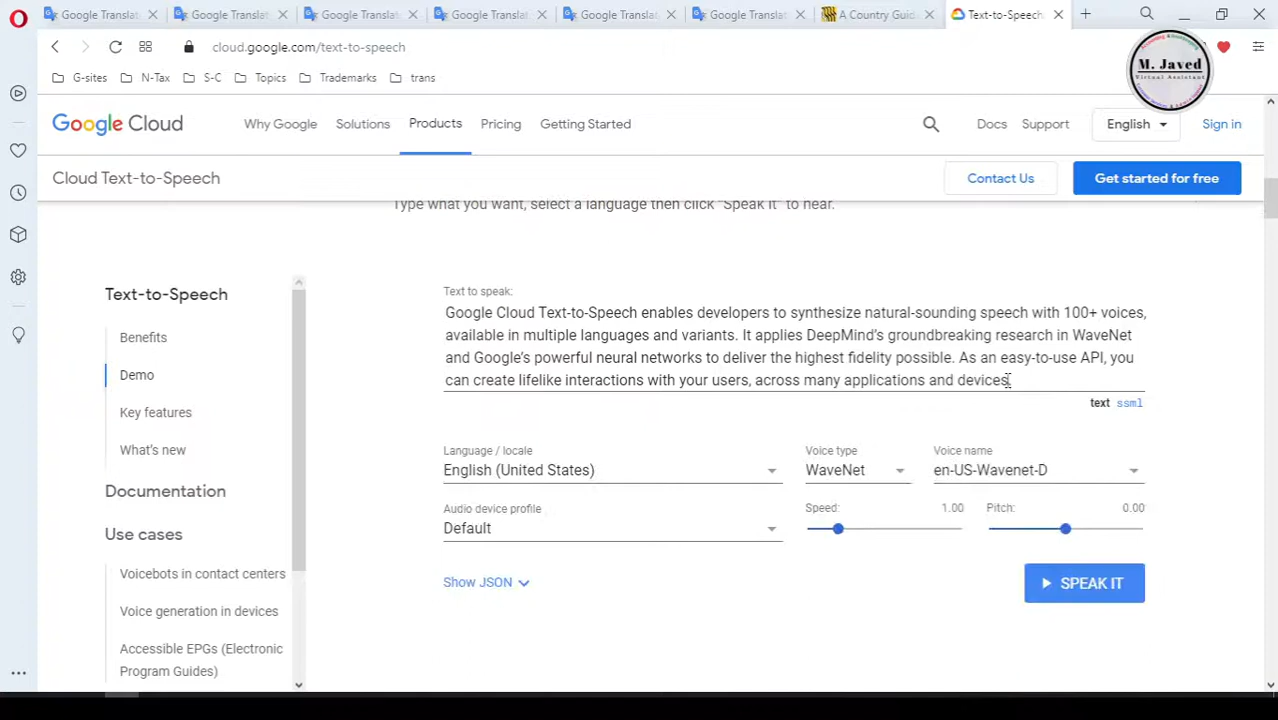 Google Translat
Google Translat
Google Translat
Google Translat
Google Translat
Google Translat
A Country Guid
Text-to-Speech
cloud.google.com/text-to-speech
G-sites
N-Tax
S-C
Topics
Trademarks
trans
M. Javed
Virtual Assistant
Google Cloud
Why Google
Solutions
Products
Pricing
Getting Started
Docs
Support
English
Sign in
Cloud Text-to-Speech
Contact Us
Get started for free
Type what you want, select a language then click "Speak It" to hear.
Text-to-Speech
Benefits
Demo
Key features
What's new
Documentation
Use cases
Voicebots in contact centers
Voice generation in devices
Accessible EPGs (Electronic
Program Guides)
Text to speak:
Google Cloud Text-to-Speech enables developers to synthesize natural-sounding speech with 100+ voices,
available in multiple languages and variants. It applies DeepMind's groundbreaking research in WaveNet
and Google's powerful neural networks to deliver the highest fidelity possible. As an easy-to-use API, you
can create lifelike interactions with your users, across many applications and devices.
text ssml
Language / locale
English (United States)
Voice type
WaveNet
Voice name
en-US-Wavenet-D
Audio device profile
Default
Speed: 1.00
Pitch: 0.00
Show JSON
SPEAK IT